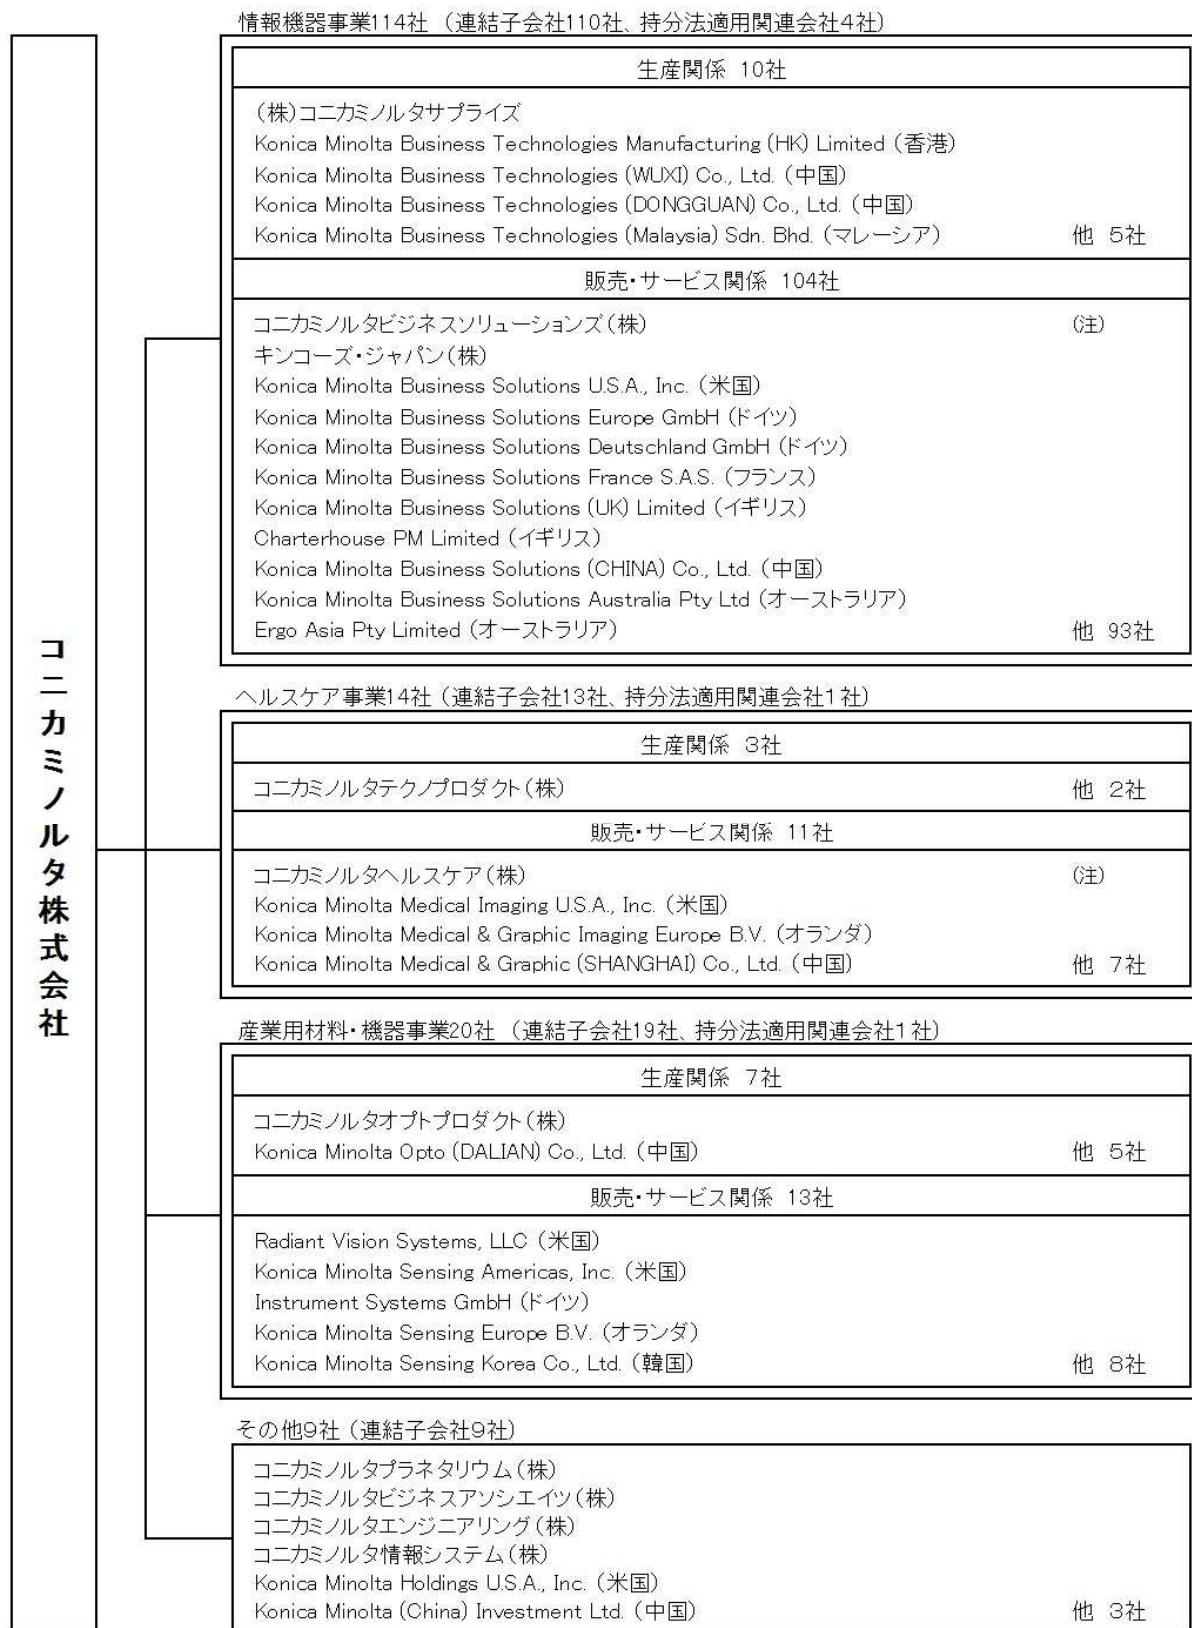 情報機器事業114社 (連結子会社110社、持分法適用関連会社4社)
生産関係 10社
(株)コニカミノルタサプライズ
Konica Minolta Business Technologies Manufacturing (HK) Limited (香港)
Konica Minolta Business Technologies (WUXI) Co., Ltd. (中国)
Konica Minolta Business Technologies (DONGGUAN) Co., Ltd. (中国)
Konica Minolta Business Technologies (Malaysia) Sdn. Bhd. (マレーシア) 他 5社
販売・サービス関係 104社
コニカミノルタビジネスソリューションズ(株) (注)
キンコーズ・ジャパン(株)
Konica Minolta Business Solutions U.S.A., Inc. (米国)
Konica Minolta Business Solutions Europe GmbH (ドイツ)
Konica Minolta Business Solutions Deutschland GmbH (ドイツ)
Konica Minolta Business Solutions France S.A.S. (フランス)
Konica Minolta Business Solutions (UK) Limited (イギリス)
Charterhouse PM Limited (イギリス)
Konica Minolta Business Solutions (CHINA) Co., Ltd. (中国)
Konica Minolta Business Solutions Australia Pty Ltd (オーストラリア)
Ergo Asia Pty Limited (オーストラリア) 他 93社
コニカミノルタ株式会社
ヘルスケア事業14社 (連結子会社13社、持分法適用関連会社1社)
生産関係 3社
コニカミノルタテクノプロダクト(株) 他 2社
販売・サービス関係 11社
コニカミノルタヘルスケア(株) (注)
Konica Minolta Medical Imaging U.S.A., Inc. (米国)
Konica Minolta Medical & Graphic Imaging Europe B.V. (オランダ)
Konica Minolta Medical & Graphic (SHANGHAI) Co., Ltd. (中国) 他 7社
産業用材料・機器事業20社 (連結子会社19社、持分法適用関連会社1社)
生産関係 7社
コニカミノルタオプトプロダクト(株)
Konica Minolta Opto (DALIAN) Co., Ltd. (中国) 他 5社
販売・サービス関係 13社
Radiant Vision Systems, LLC (米国)
Konica Minolta Sensing Americas, Inc. (米国)
Instrument Systems GmbH (ドイツ)
Konica Minolta Sensing Europe B.V. (オランダ)
Konica Minolta Sensing Korea Co., Ltd. (韓国) 他 8社
その他9社 (連結子会社9社)
コニカミノルタプラネタリウム(株)
コニカミノルタビジネスアソシエイツ(株)
コニカミノルタエンジニアリング(株)
コニカミノルタ情報システム(株)
Konica Minolta Holdings U.S.A., Inc. (米国)
Konica Minolta (China) Investment Ltd. (中国) 他 3社